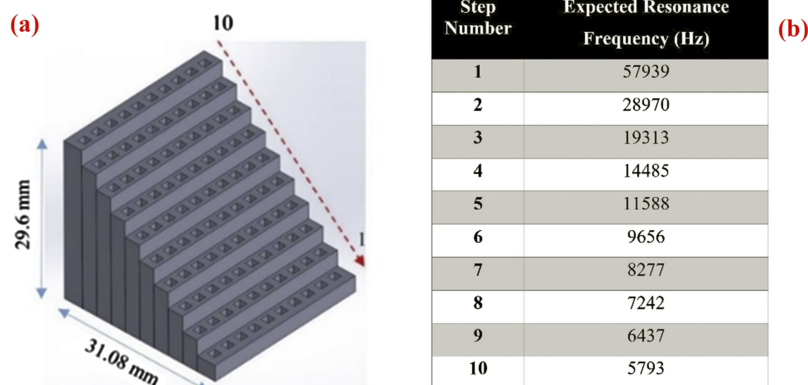 (a)
10
1
29.6 mm
31.08 mm
(b)
Step Number
Expected Resonance Frequency (Hz)
1 57939
2 28970
3 19313
4 14485
5 11588
6 9656
7 8277
8 7242
9 6437
10 5793